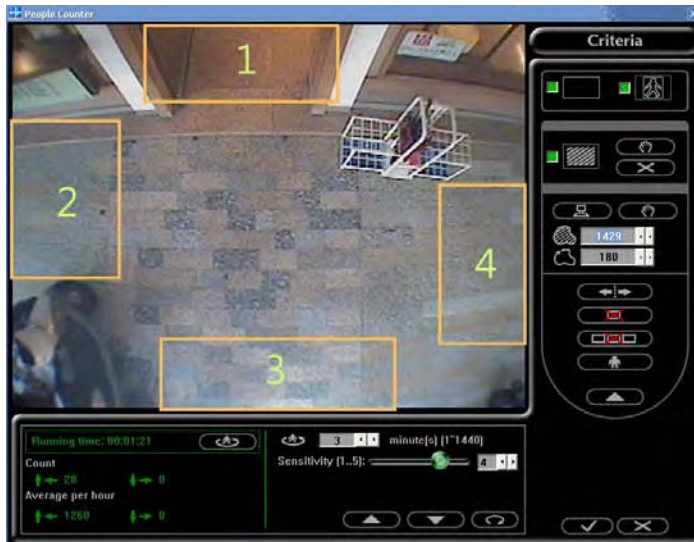 People Counter
Criteria
1
2
3
4
1429
180
Running time: 00:01:21
Count
28 0
Average per hour
1260 0
3 minute(s) (1~1440)
Sensitivity (1..5): 4